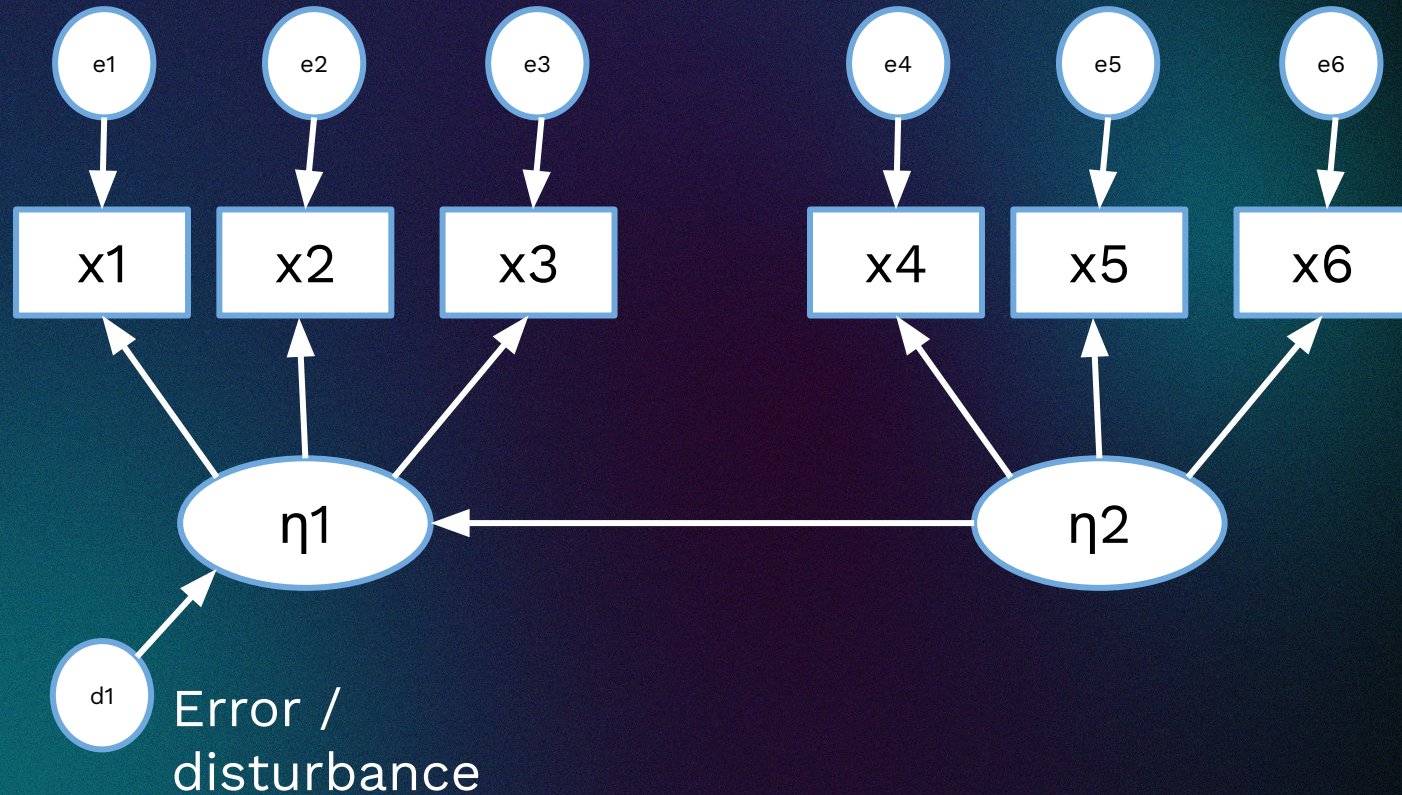 e1 e2 e3 e4 e5 e6
x1 x2 x3 x4 x5 x6
η1 η2
d1
Error /
disturbance